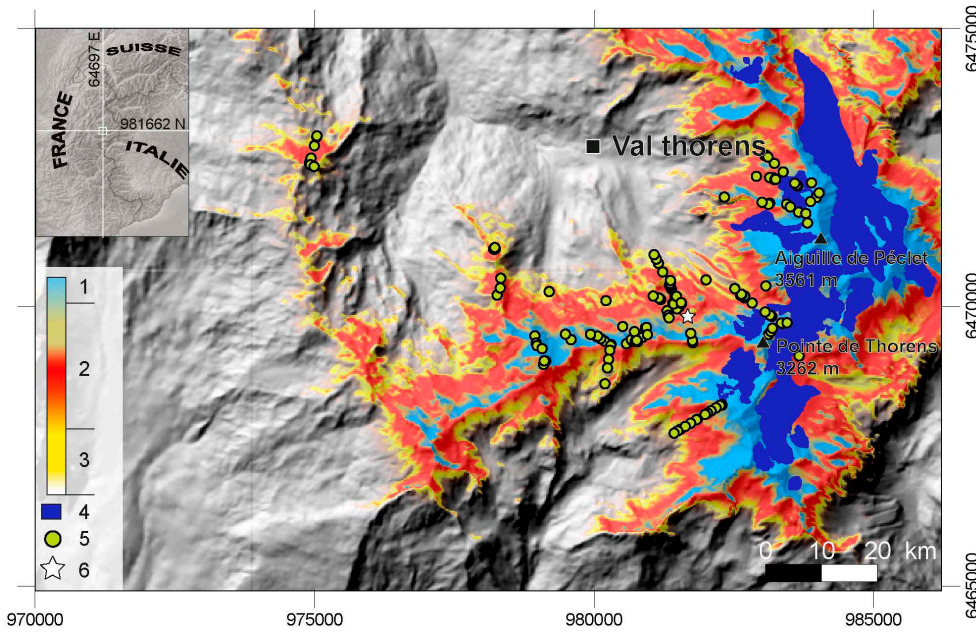 SUISSE
64697 E
FRANCE
981662 N
ITALIE
Val thorens
Aiguille de Péclet
3561 m
Pointe de Thorens
3262 m
1
2
3
4
5
6
0 10 20 km
970000 975000 980000 985000
6475000
6470000
6465000